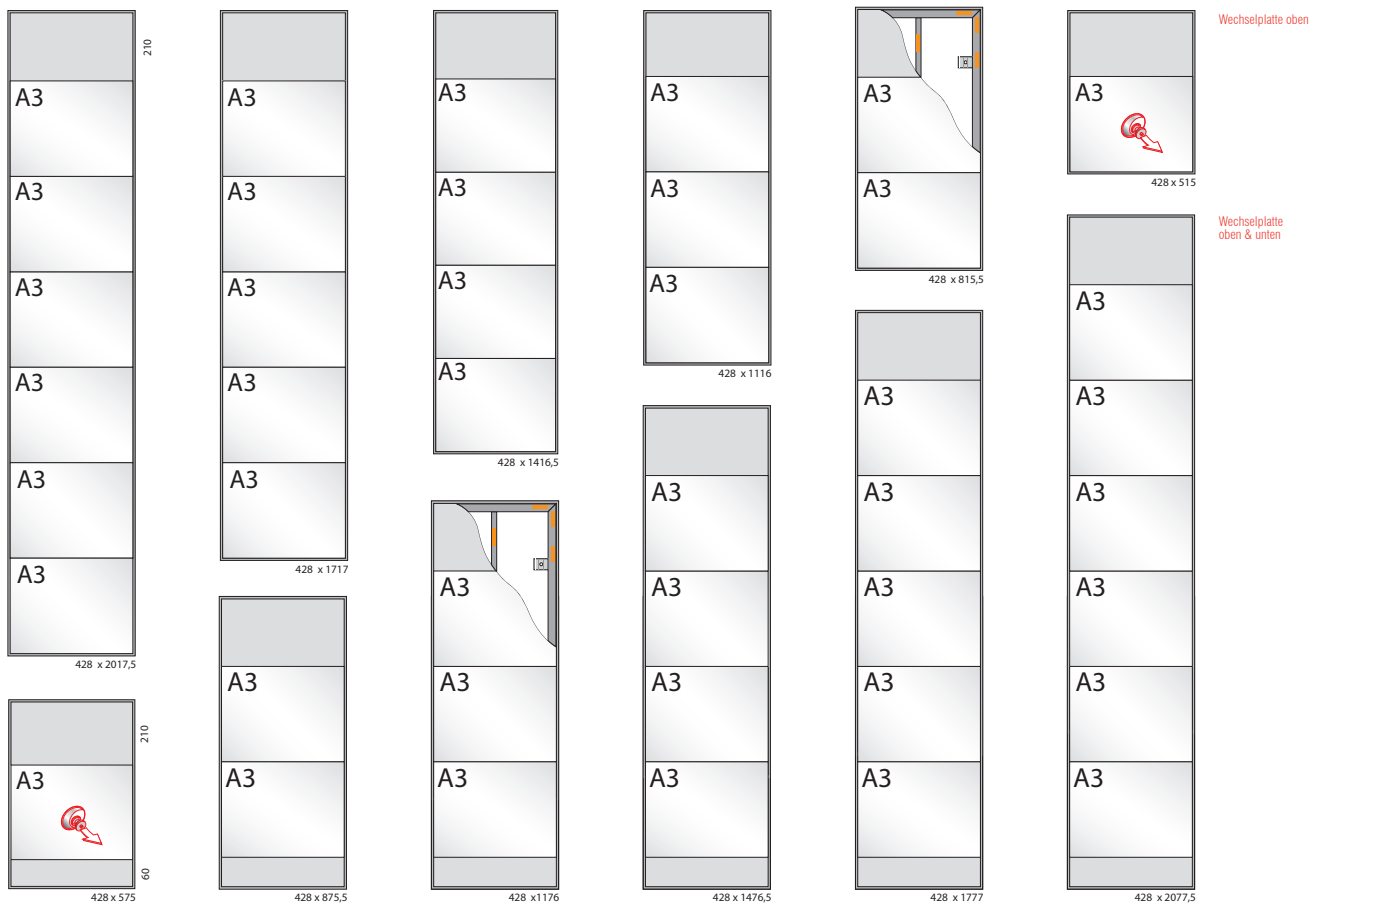 210
A3
A3
A3
A3
A3
A3
428 x 2017,5
A3
A3
A3
A3
A3
428 x 1717
A3
A3
A3
A3
428 x 1416,5
A3
A3
A3
428 x 1116
A3
A3
428 x 815,5
A3
428 x 515
Wechselplatte oben
210
A3
60
428 x 575
A3
A3
428 x 875,5
A3
A3
A3
428 x1176
A3
A3
A3
A3
428 x 1476,5
A3
A3
A3
A3
A3
428 x 1777
A3
A3
A3
A3
A3
A3
428 x 2077,5
Wechselplatte
oben & unten